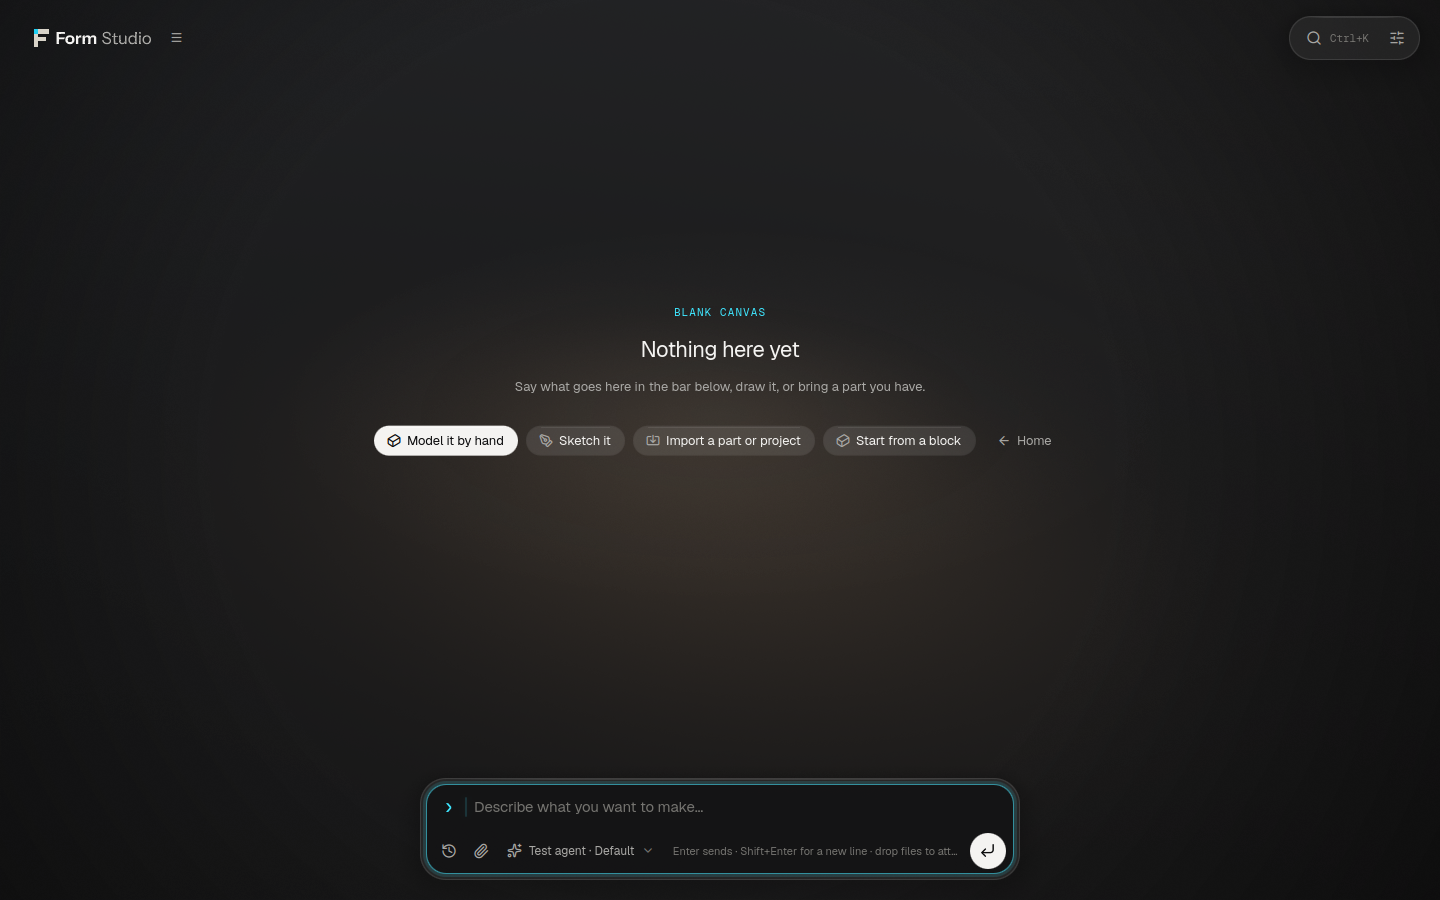 Form Studio
Ctrl+K
BLANK CANVAS
Nothing here yet
Say what goes here in the bar below, draw it, or bring a part you have.
Model it by hand
Sketch it
Import a part or project
Start from a block
Home
Describe what you want to make...
Test agent · Default
Enter sends · Shift+Enter for a new line · drop files to att...